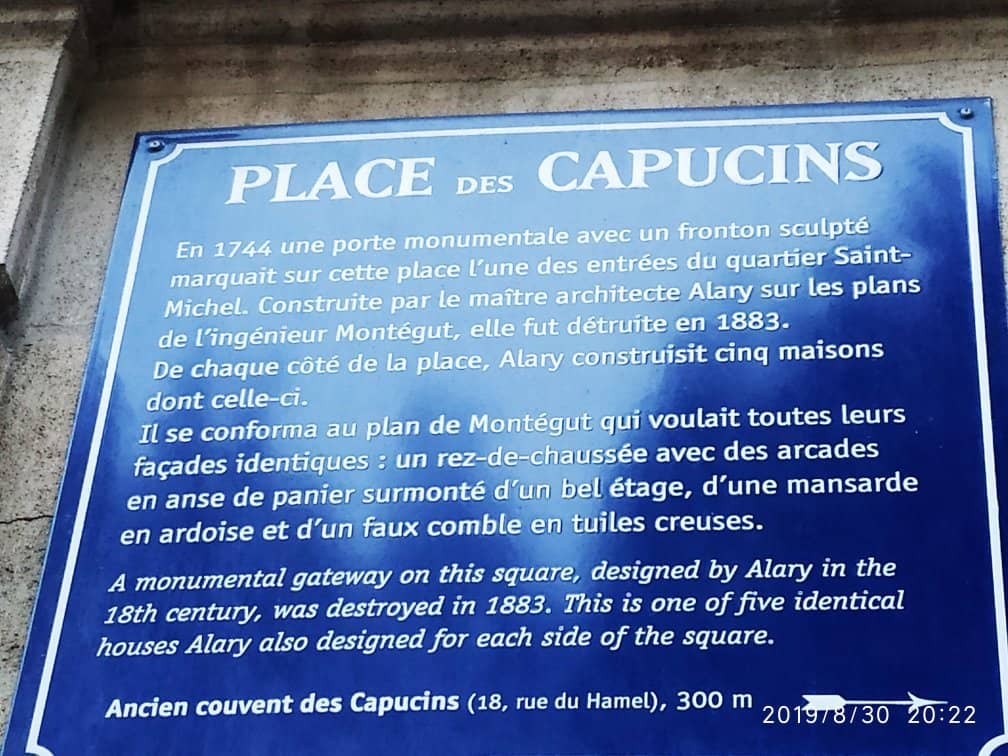 PLACE DES CAPUCINS
En 1744 une porte monumentale avec un fronton sculpté
marquait sur cette place l'une des entrées du quartier Saint-
Michel. Construite par le maître architecte Alary sur les plans
de l'ingénieur Montégut, elle fut détruite en 1883.
De chaque côté de la place, Alary construisit cinq maisons
dont celle-ci.
Il se conforma au plan de Montégut qui voulait toutes leurs
façades identiques : un rez-de-chaussée avec des arcades
en anse de panier surmonté d'un bel étage, d'une mansarde
en ardoise et d'un faux comble en tuiles creuses.
A monumental gateway on this square, designed by Alary in the
18th century, was destroyed in 1883. This is one of five identical
houses Alary also designed for each side of the square.
Ancien couvent des Capucins (18, rue du Hamel), 300 m
2019/8/30 20:22